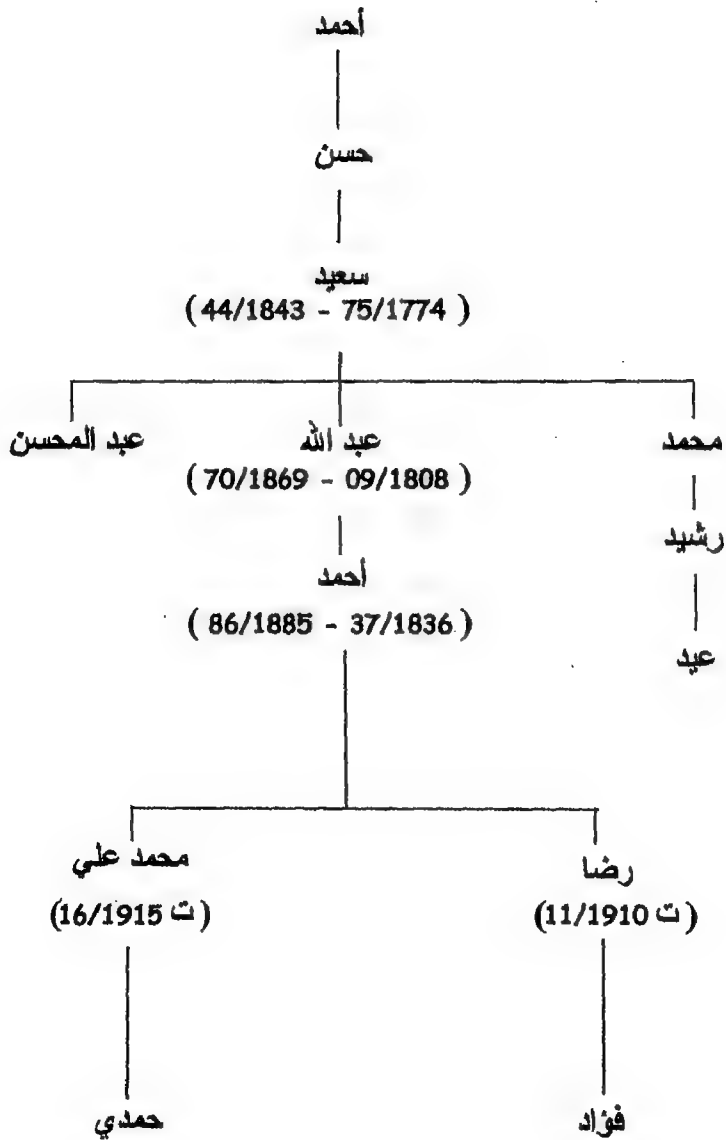 أحمد
حسن
سعيد
( 75/1774 - 44/1843 )
محمد
عبد الله
عبد المحسن
( 09/1808 - 70/1869 )
رشيد
أحمد
( 37/1836 - 86/1885 )
عيد
رضا
محمد علي
(ت 11/1910)
(ت 16/1915)
فؤاد
حمدي